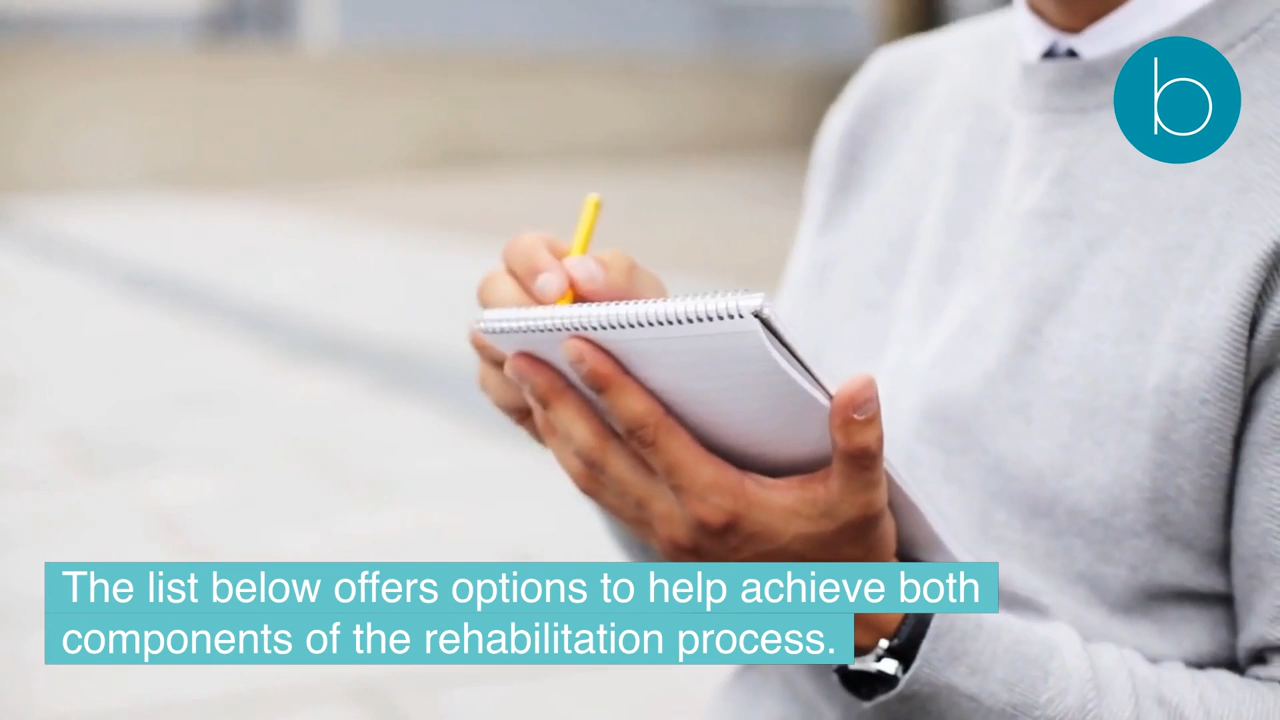 b
The list below offers options to help achieve both
components of the rehabilitation process.